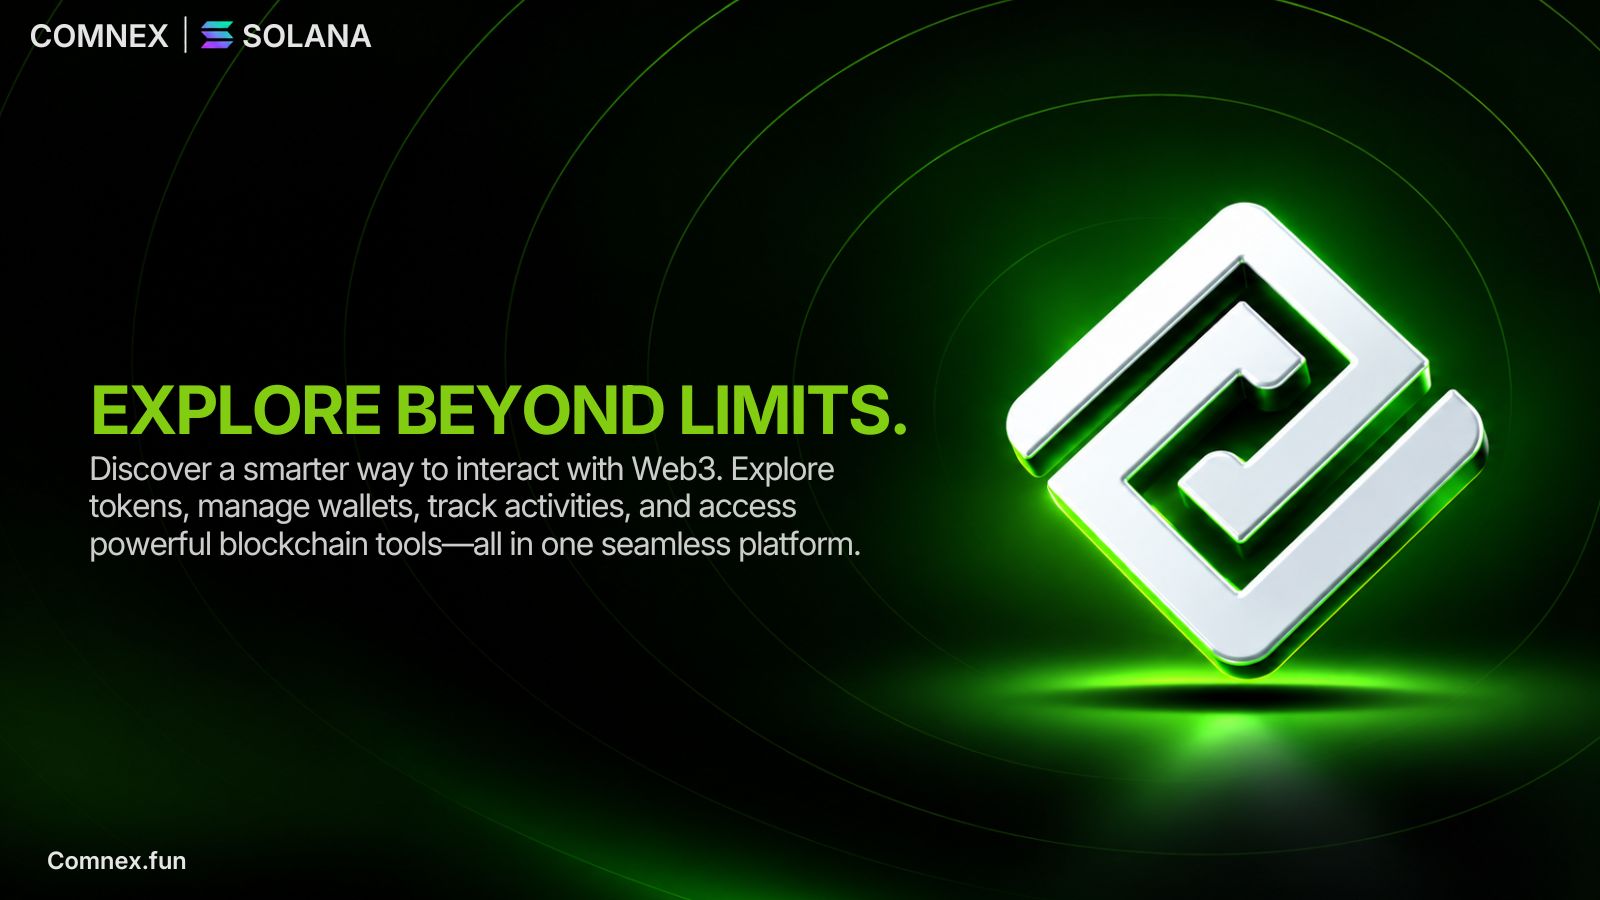 COMNEX | SOLANA
EXPLORE BEYOND LIMITS.
Discover a smarter way to interact with Web3. Explore
tokens, manage wallets, track activities, and access
powerful blockchain tools—all in one seamless platform.
Comnex.fun